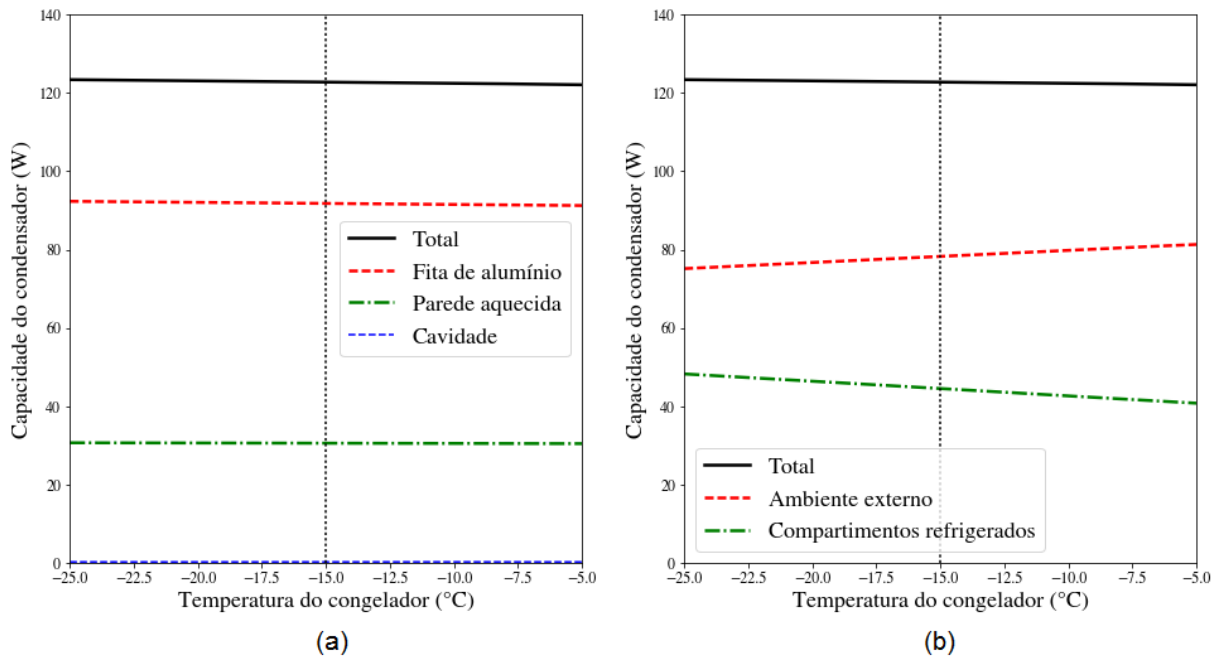 140
120
100
80
60
40
20
0
Capacidade do condensador (W)
Total
Fita de alumínio
Parede aquecida
Cavidade
−25.0 −22.5 −20.0 −17.5 −15.0 −12.5 −10.0 −7.5 −5.0
Temperatura do congelador (°C)
(a)
140
120
100
80
60
40
20
0
Capacidade do condensador (W)
Total
Ambiente externo
Compartimentos refrigerados
−25.0 −22.5 −20.0 −17.5 −15.0 −12.5 −10.0 −7.5 −5.0
Temperatura do congelador (°C)
(b)